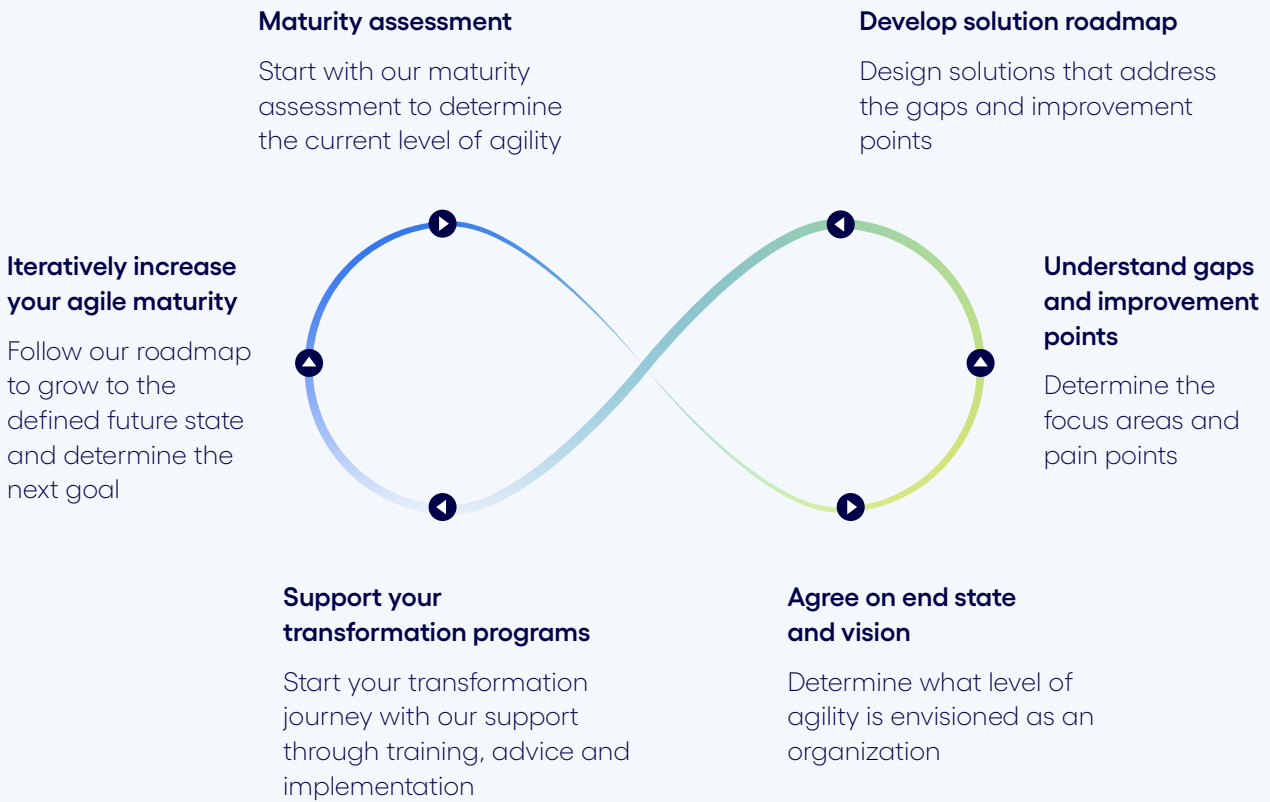 Maturity assessment
Start with our maturity
assessment to determine
the current level of agility
Develop solution roadmap
Design solutions that address
the gaps and improvement
points
Iteratively increase
your agile maturity
Follow our roadmap
to grow to the
defined future state
and determine the
next goal
Understand gaps
and improvement
points
Determine the
focus areas and
pain points
Support your
transformation programs
Start your transformation
journey with our support
through training, advice and
implementation
Agree on end state
and vision
Determine what level of
agility is envisioned as an
organization